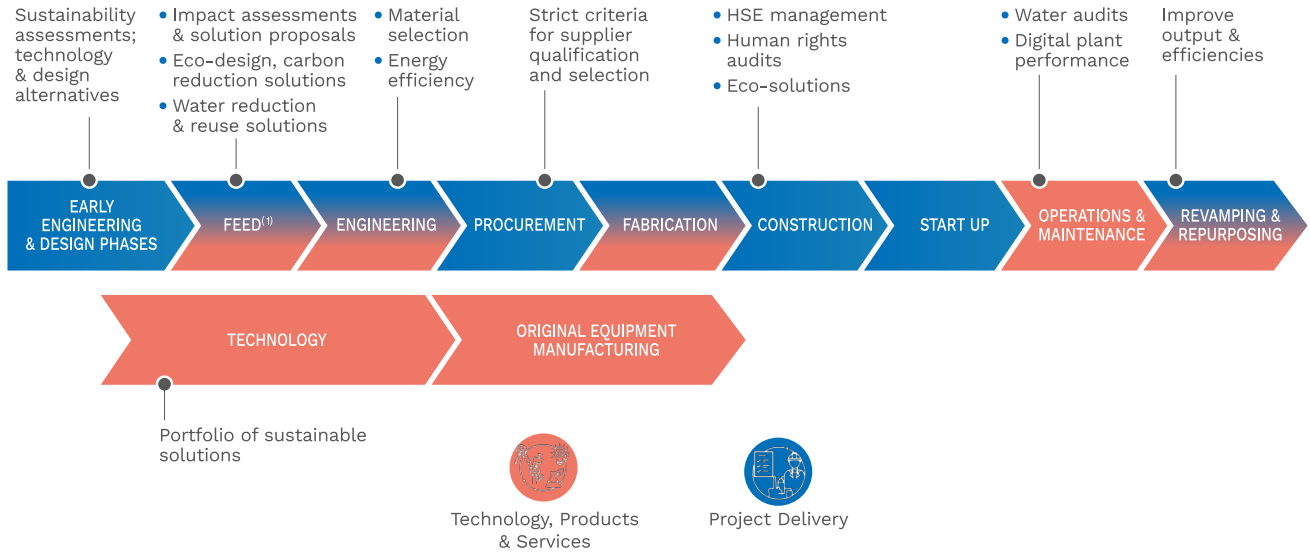 Sustainability
assessments;
technology
& design
alternatives
• Impact assessments
& solution proposals
• Eco-design, carbon
reduction solutions
• Water reduction
& reuse solutions
• Material
selection
• Energy
efficiency
Strict criteria
for supplier
qualification
and selection
• HSE management
• Human rights
audits
• Eco-solutions
• Water audits
• Digital plant
performance
Improve
output &
efficiencies
EARLY
ENGINEERING
& DESIGN PHASES
FEED(1)
ENGINEERING
PROCUREMENT
FABRICATION
CONSTRUCTION
START UP
OPERATIONS &
MAINTENANCE
REVAMPING &
REPURPOSING
TECHNOLOGY
ORIGINAL EQUIPMENT
MANUFACTURING
Portfolio of sustainable
solutions
Technology, Products
& Services
Project Delivery